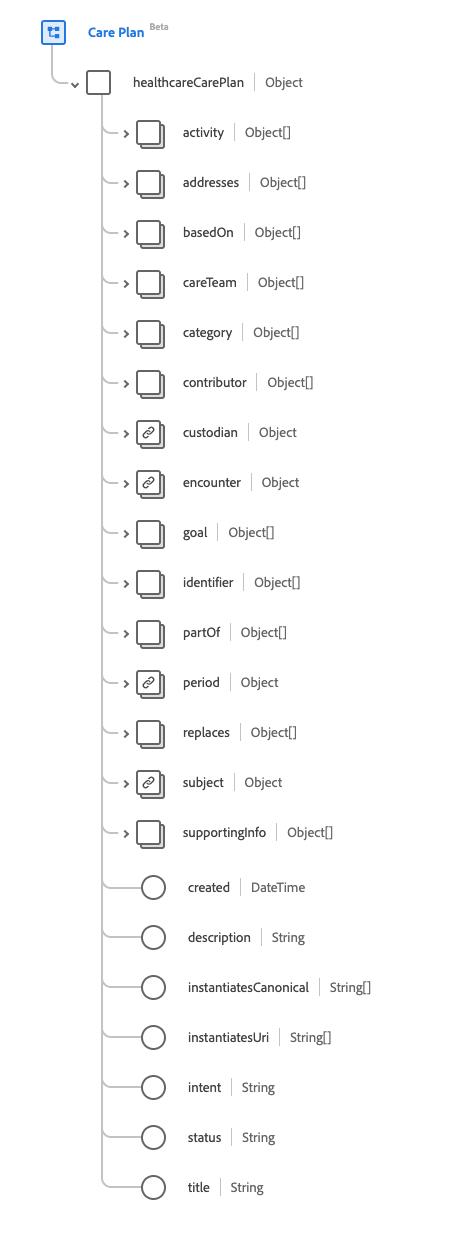 Care Plan Beta
healthcareCarePlan | Object
activity | Object[]
addresses | Object[]
basedOn | Object[]
careTeam | Object[]
category | Object[]
contributor | Object[]
custodian | Object
encounter | Object
goal | Object[]
identifier | Object[]
partOf | Object[]
period | Object
replaces | Object[]
subject | Object
supportingInfo | Object[]
created | DateTime
description | String
instantiatesCanonical | String[]
instantiatesUri | String[]
intent | String
status | String
title | String